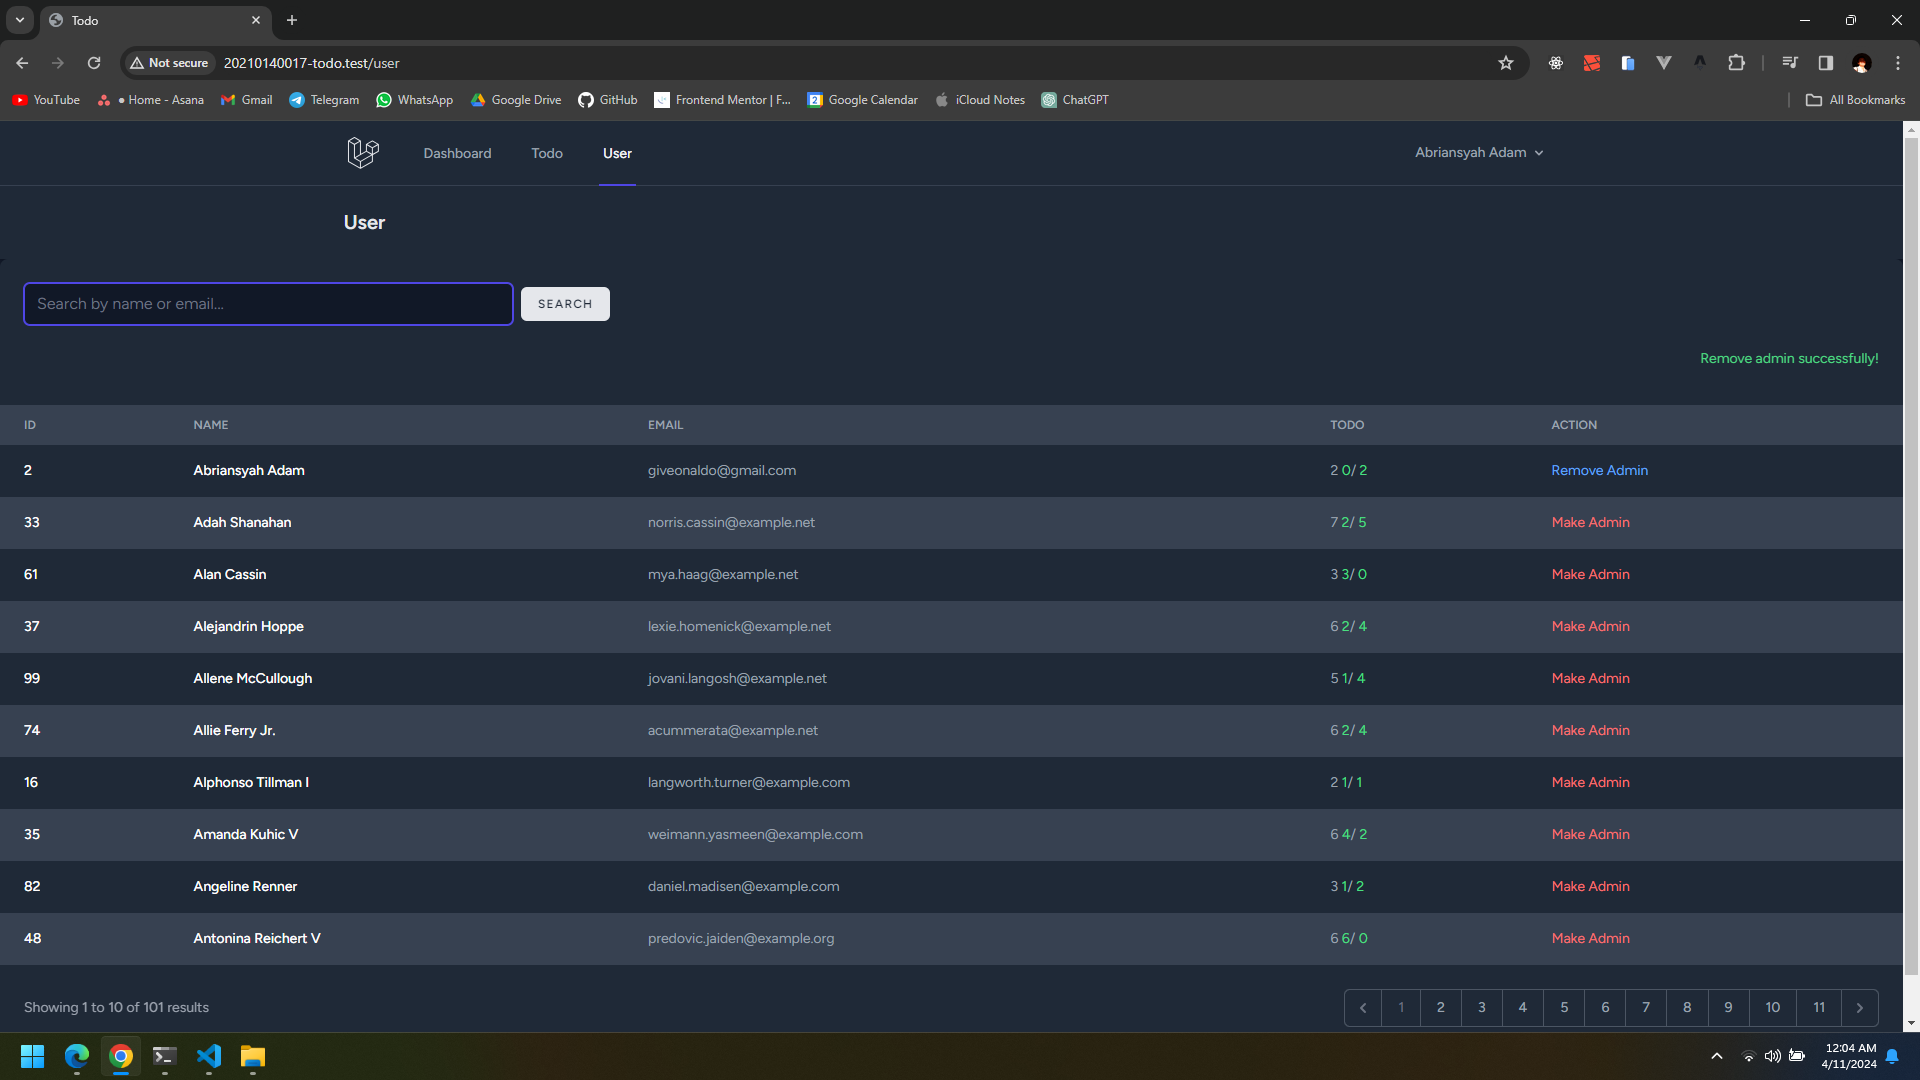 Todo
Not secure 20210140017-todo.test/user
YouTube ● Home - Asana Gmail Telegram WhatsApp Google Drive GitHub Frontend Mentor | F... Google Calendar iCloud Notes ChatGPT All Bookmarks
Dashboard Todo User Abriansyah Adam
User
Search by name or email... SEARCH
Remove admin successfully!
ID NAME EMAIL TODO ACTION
2 Abriansyah Adam giveonaldo@gmail.com 2 0/ 2 Remove Admin
33 Adah Shanahan norris.cassin@example.net 7 2/ 5 Make Admin
61 Alan Cassin mya.haag@example.net 3 3/ 0 Make Admin
37 Alejandrin Hoppe lexie.homenick@example.net 6 2/ 4 Make Admin
99 Allene McCullough jovani.langosh@example.net 5 1/ 4 Make Admin
74 Allie Ferry Jr. acummerata@example.net 6 2/ 4 Make Admin
16 Alphonso Tillman I langworth.turner@example.com 2 1/ 1 Make Admin
35 Amanda Kuhic V weimann.yasmeen@example.com 6 4/ 2 Make Admin
82 Angeline Renner daniel.madisen@example.com 3 1/ 2 Make Admin
48 Antonina Reichert V predovic.jaiden@example.org 6 6/ 0 Make Admin
Showing 1 to 10 of 101 results 1 2 3 4 5 6 7 8 9 10 11
12:04 AM
4/11/2024